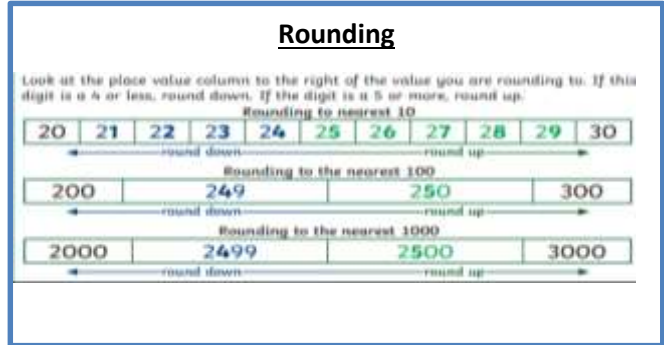 Rounding
Look at the place value column to the right of the value you are rounding to. If this
digit is a 4 or less, round down. If the digit is a 5 or more, round up.
Rounding to nearest 10
20 21 22 23 24 25 26 27 28 29 30
round down round up
Rounding to the nearest 100
200 249 250 300
round down round up
Rounding to the nearest 1000
2000 2499 2500 3000
round down round up